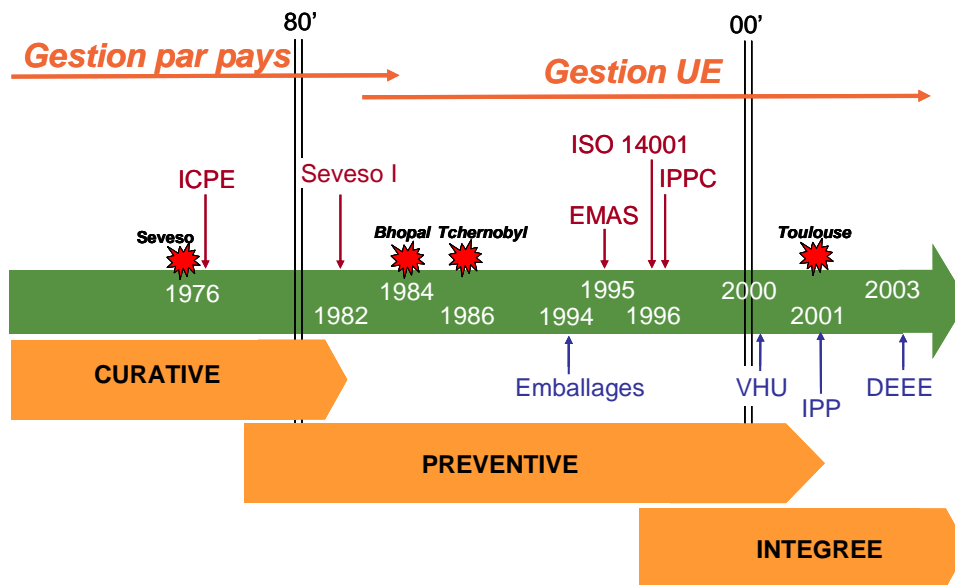 80’
00’
Gestion par pays
Gestion UE
ISO 14001
ICPE
Seveso I
IPPC
EMAS
Seveso
Bhopal
Tchernobyl
Toulouse
1976
1984
1995
2000
2003
1982
1986
1994
1996
2001
CURATIVE
Emballages
VHU
DEEE
IPP
PREVENTIVE
INTEGREE